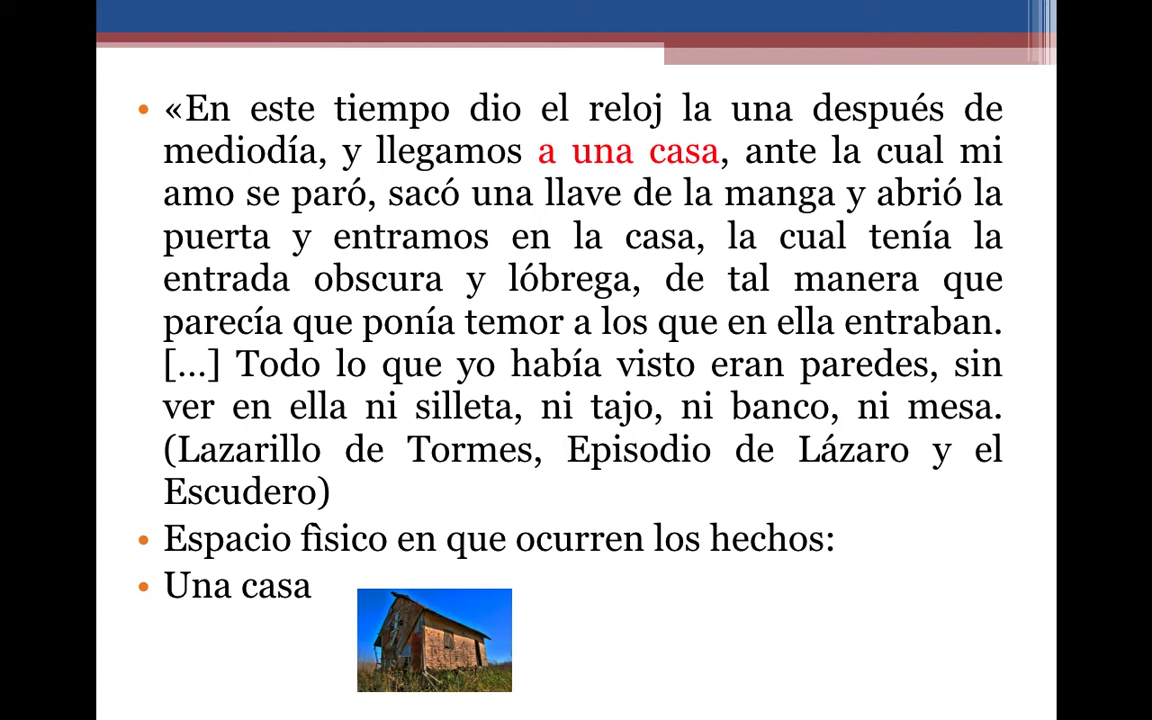 • «En este tiempo dio el reloj la una después de
mediodía, y llegamos a una casa, ante la cual mi
amo se paró, sacó una llave de la manga y abrió la
puerta y entramos en la casa, la cual tenía la
entrada obscura y lóbrega, de tal manera que
parecía que ponía temor a los que en ella entraban.
[...] Todo lo que yo había visto eran paredes, sin
ver en ella ni silleta, ni tajo, ni banco, ni mesa.
(Lazarillo de Tormes, Episodio de Lázaro y el
Escudero)
• Espacio fìsico en que ocurren los hechos:
• Una casa